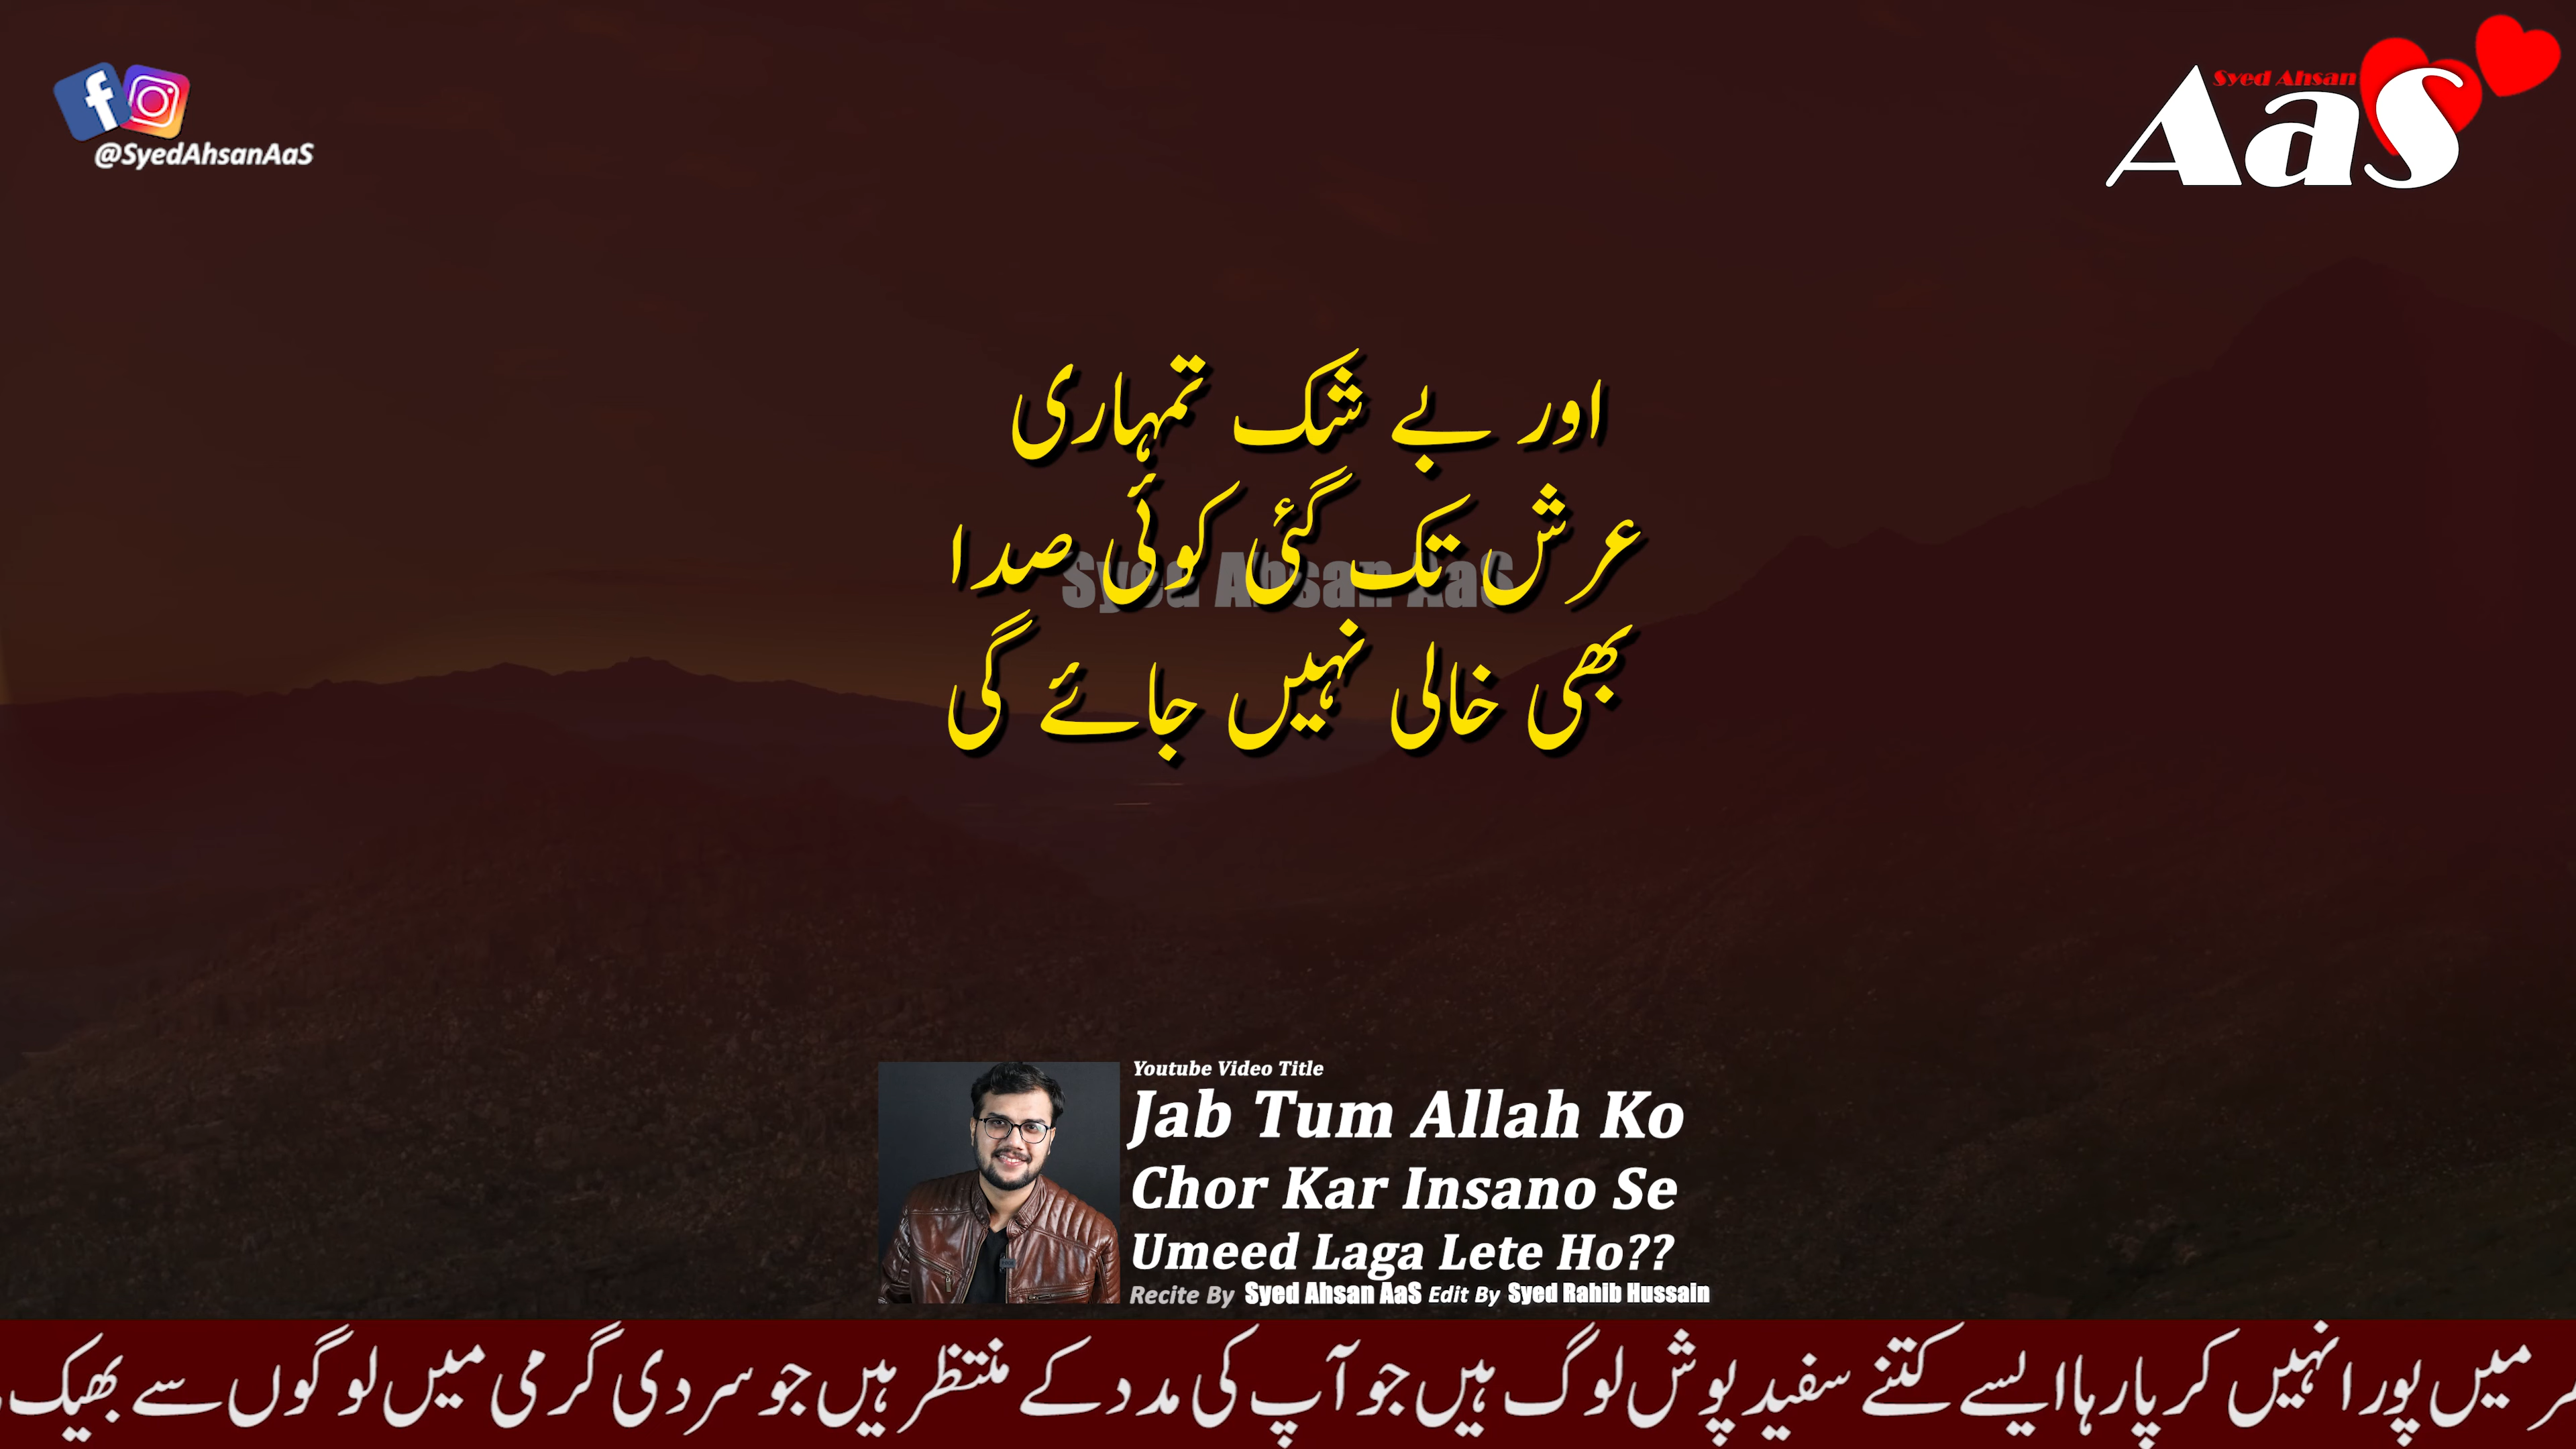 @SyedAhsanAaS
Syed Ahsan
AaS
اور بے شک تمہاری
عرش تک گئی کوئی صدا
بھی خالی نہیں جائے گی
Syed Ahsan AaS
Youtube Video Title
Jab Tum Allah Ko
Chor Kar Insano Se
Umeed Laga Lete Ho??
Recite By Syed Ahsan AaS Edit By Syed Rahib Hussain
میں پورا نہیں کر پا رہا ایسے کتنے سفید پوش لوگ ہیں جو آپ کی مدد کے منتظر ہیں جو سردی گرمی میں لوگوں سے بھیک